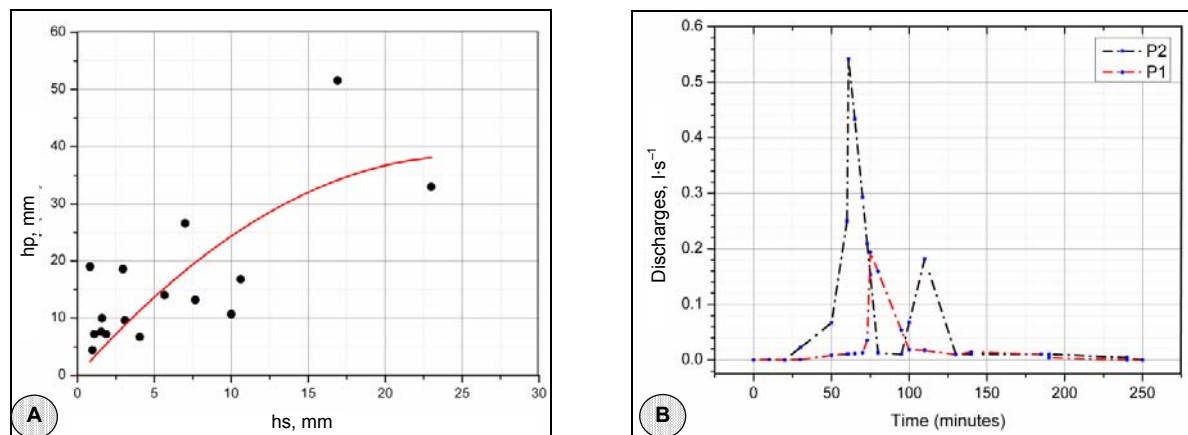 60
50
40
30
20
10
0
hp, mm
0 5 10 15 20 25 30
hs, mm
A
0.6
0.5
0.4
0.3
0.2
0.1
0.0
Discharges, l·s⁻¹
P2
P1
0 50 100 150 200 250
Time (minutes)
B